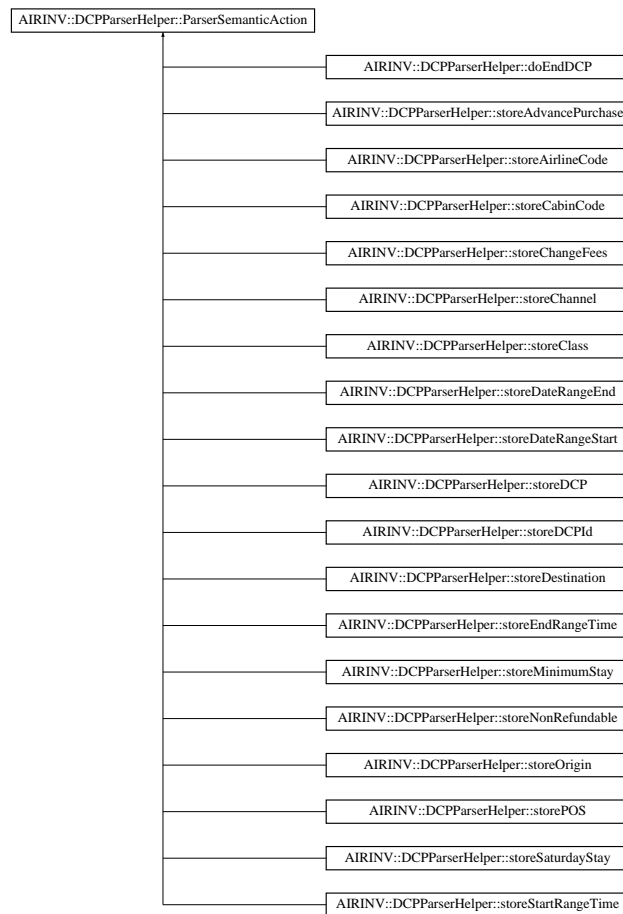 AIRINV::DCPParserHelper::ParserSemanticAction
AIRINV::DCPParserHelper::doEndDCP
AIRINV::DCPParserHelper::storeAdvancePurchase
AIRINV::DCPParserHelper::storeAirlineCode
AIRINV::DCPParserHelper::storeCabinCode
AIRINV::DCPParserHelper::storeChangeFees
AIRINV::DCPParserHelper::storeChannel
AIRINV::DCPParserHelper::storeClass
AIRINV::DCPParserHelper::storeDateRangeEnd
AIRINV::DCPParserHelper::storeDateRangeStart
AIRINV::DCPParserHelper::storeDCP
AIRINV::DCPParserHelper::storeDCPId
AIRINV::DCPParserHelper::storeDestination
AIRINV::DCPParserHelper::storeEndRangeTime
AIRINV::DCPParserHelper::storeMinimumStay
AIRINV::DCPParserHelper::storeNonRefundable
AIRINV::DCPParserHelper::storeOrigin
AIRINV::DCPParserHelper::storePOS
AIRINV::DCPParserHelper::storeSaturdayStay
AIRINV::DCPParserHelper::storeStartRangeTime